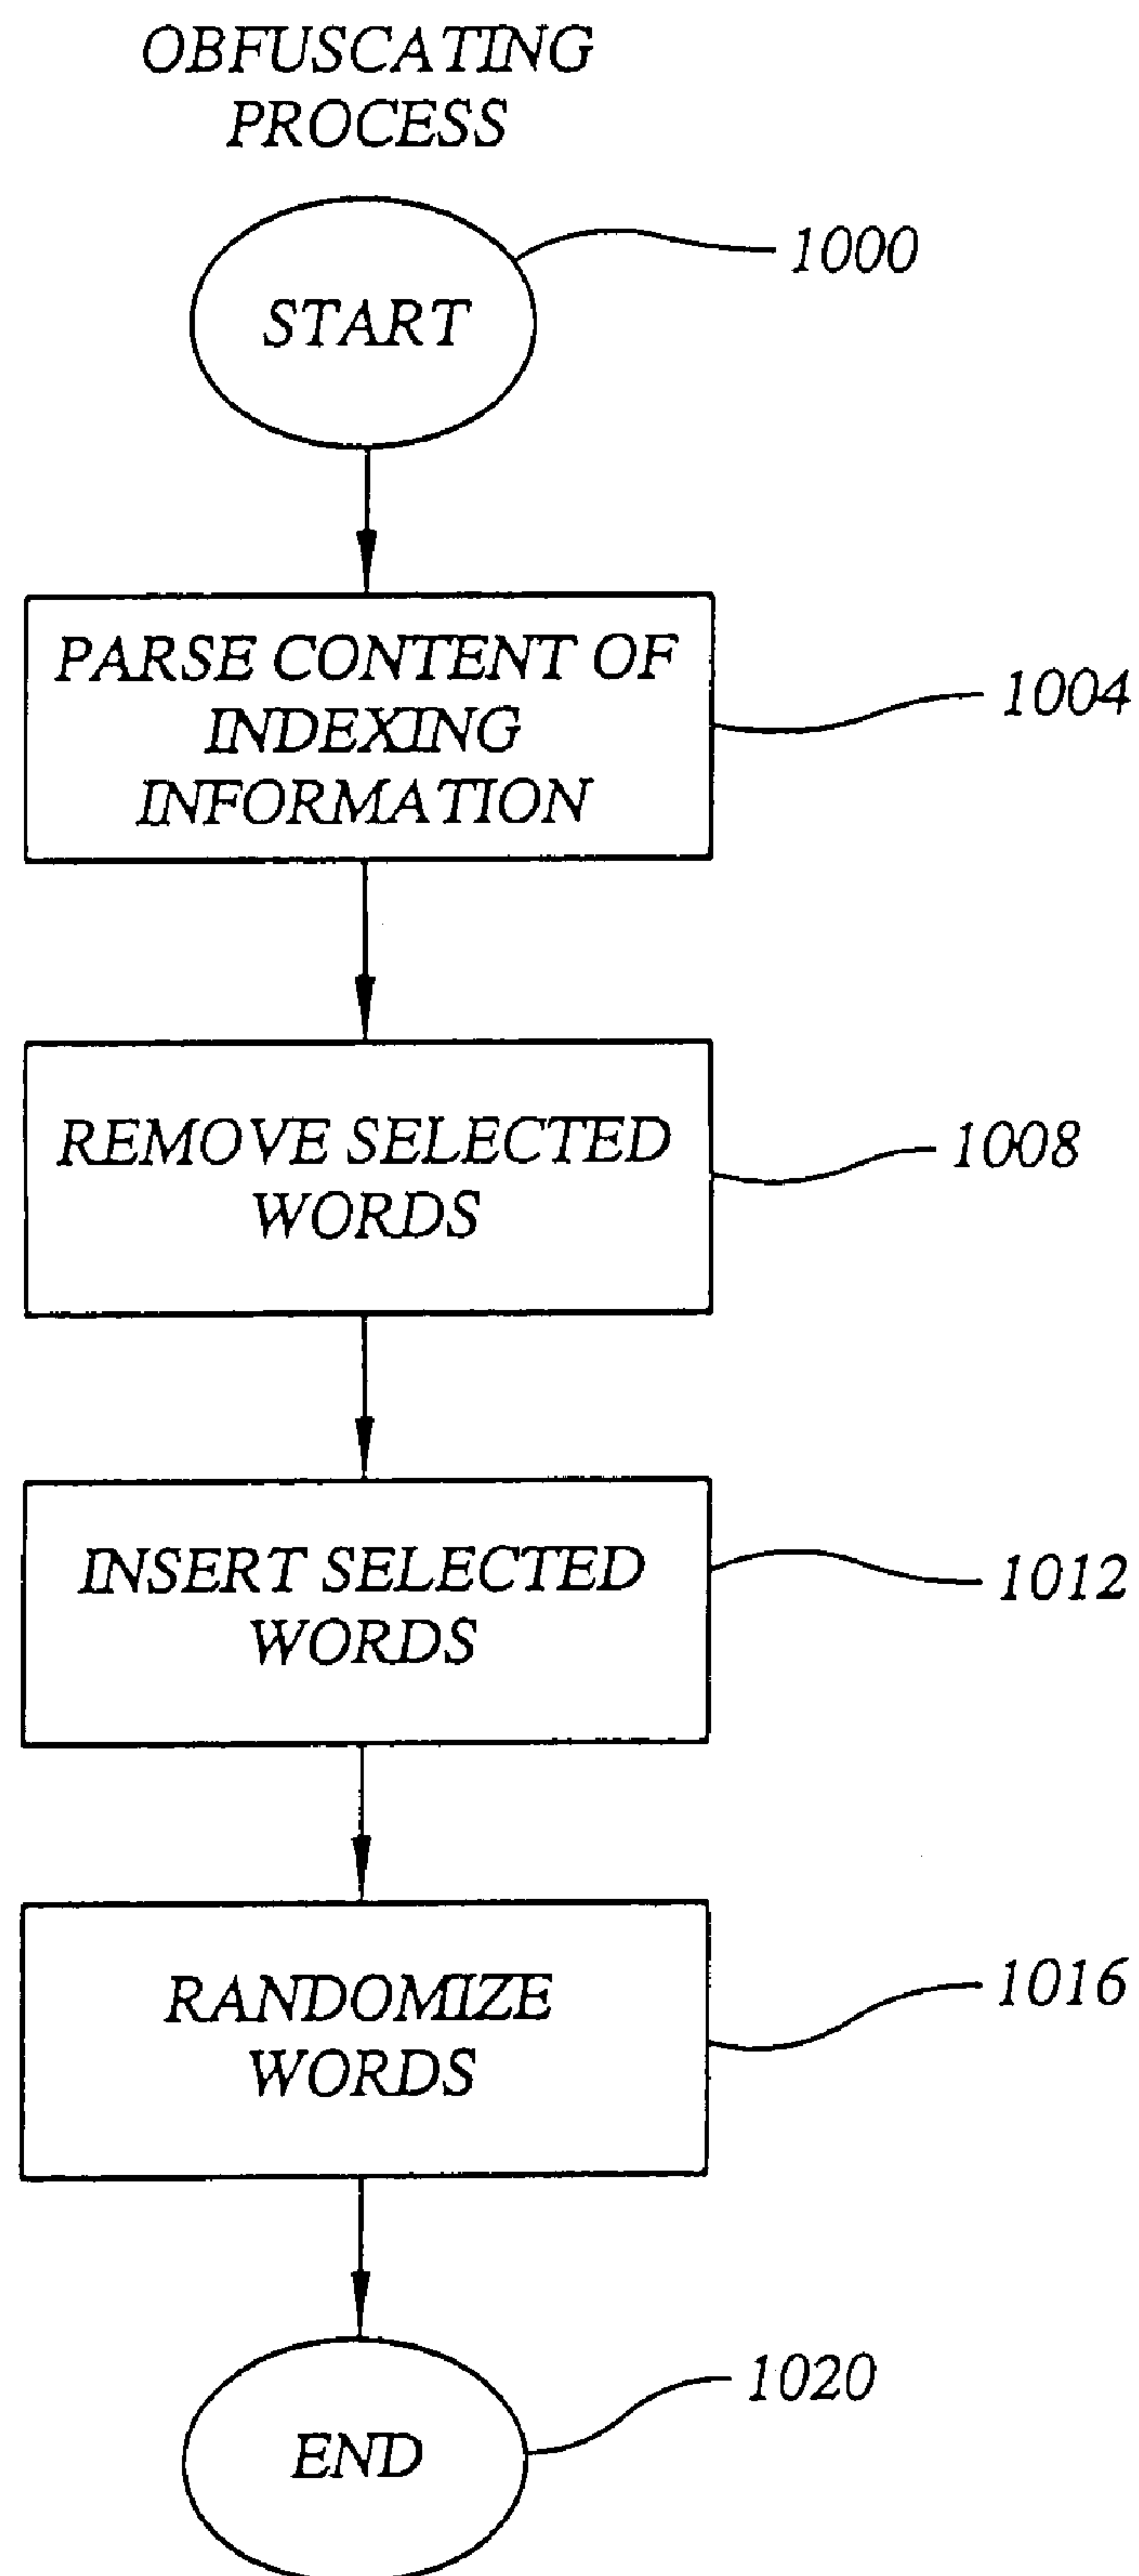 OBFUSCATING
PROCESS
START
1000
PARSE CONTENT OF
INDEXING
INFORMATION
1004
REMOVE SELECTED
WORDS
1008
INSERT SELECTED
WORDS
1012
RANDOMIZE
WORDS
1016
END
1020